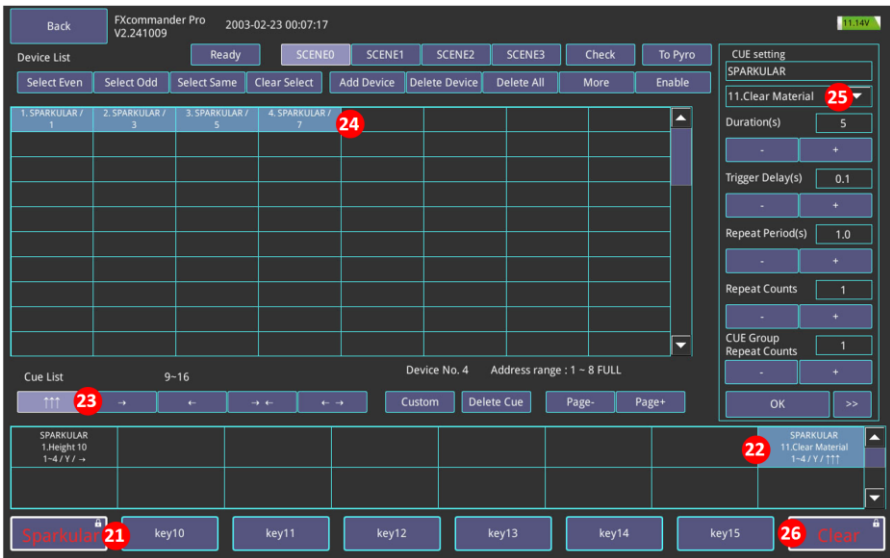 Back
FXcommander Pro 2003-02-23 00:07:17
V2.241009
11.14V
Device List
Ready SCENE0 SCENE1 SCENE2 SCENE3 Check To Pyro
Select Even Select Odd Select Same Clear Select Add Device Delete Device Delete All More Enable
1. SPARKULAR / 2. SPARKULAR / 3. SPARKULAR / 4. SPARKULAR /
1 3 5 7
24
CUE setting
SPARKULAR
11.Clear Material 25
Duration(s) 5
- +
Trigger Delay(s) 0.1
- +
Repeat Period(s) 1.0
- +
Repeat Counts 1
- +
CUE Group
Repeat Counts 1
- +
OK >>
Cue List 9~16 Device No. 4 Address range : 1 ~ 8 FULL
↑↑↑ 23 → ← → ← ← → Custom Delete Cue Page- Page+
SPARKULAR
1.Height 10
1~4 / Y / →
22
SPARKULAR
11.Clear Material
1~4 / Y / ↑↑↑
Sparkular 21 key10 key11 key12 key13 key14 key15 26 Clear